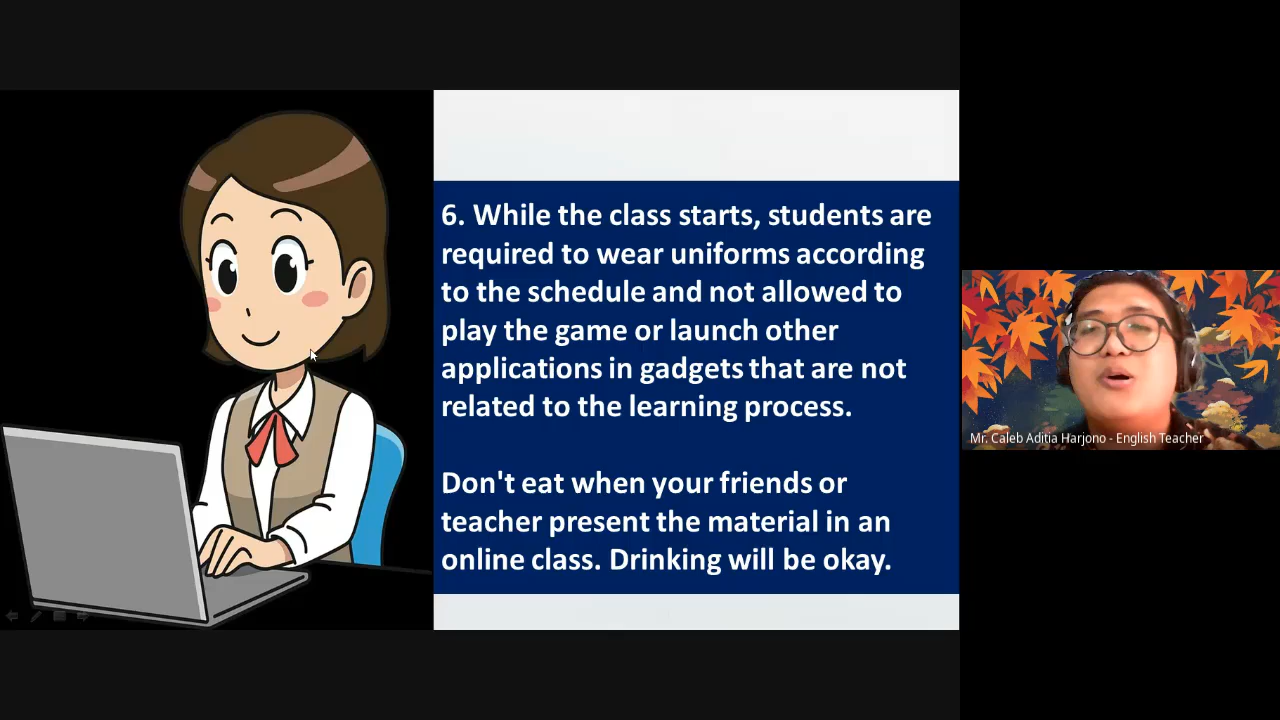 6. While the class starts, students are
required to wear uniforms according
to the schedule and not allowed to
play the game or launch other
applications in gadgets that are not
related to the learning process.
Don't eat when your friends or
teacher present the material in an
online class. Drinking will be okay.
Mr. Caleb Aditia Harjono - English Teacher